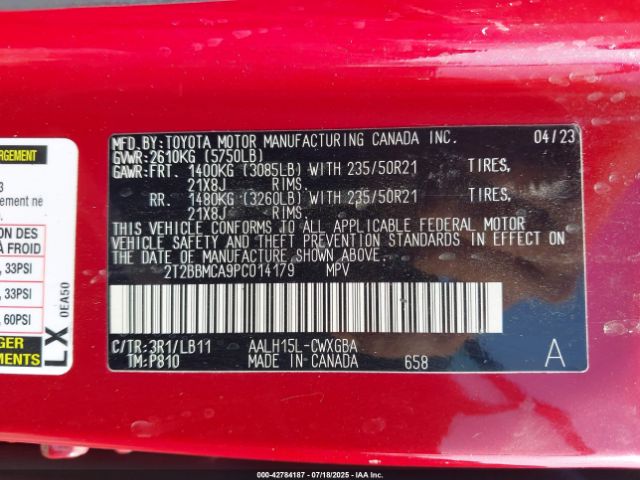 ARGEMENT
3
ement ne
ION DES
À FROID
, 33PSI
, 33PSI
, 60PSI
GER
NEMENTS
LX 0EA50
MFD.BY:TOYOTA MOTOR MANUFACTURING CANADA INC. 04/23
GVWR:2610KG (5750LB)
GAWR:FRT. 1400KG (3085LB) WITH 235/50R21 TIRES,
21X8J RIMS.
RR. 1480KG (3260LB) WITH 235/50R21 TIRES,
21X8J RIMS.
THIS VEHICLE CONFORMS TO ALL APPLICABLE FEDERAL MOTOR
VEHICLE SAFETY AND THEFT PREVENTION STANDARDS IN EFFECT ON
THE DATE OF MANUFACTURE SHOWN ABOVE.
2T2BBMCA9PC014179 MPV
C/TR:3R1/LB11 AALH15L-CWXGBA
TM:P810 MADE IN CANADA 658 A
000-42784187 - 07/18/2025 - IAA Inc.